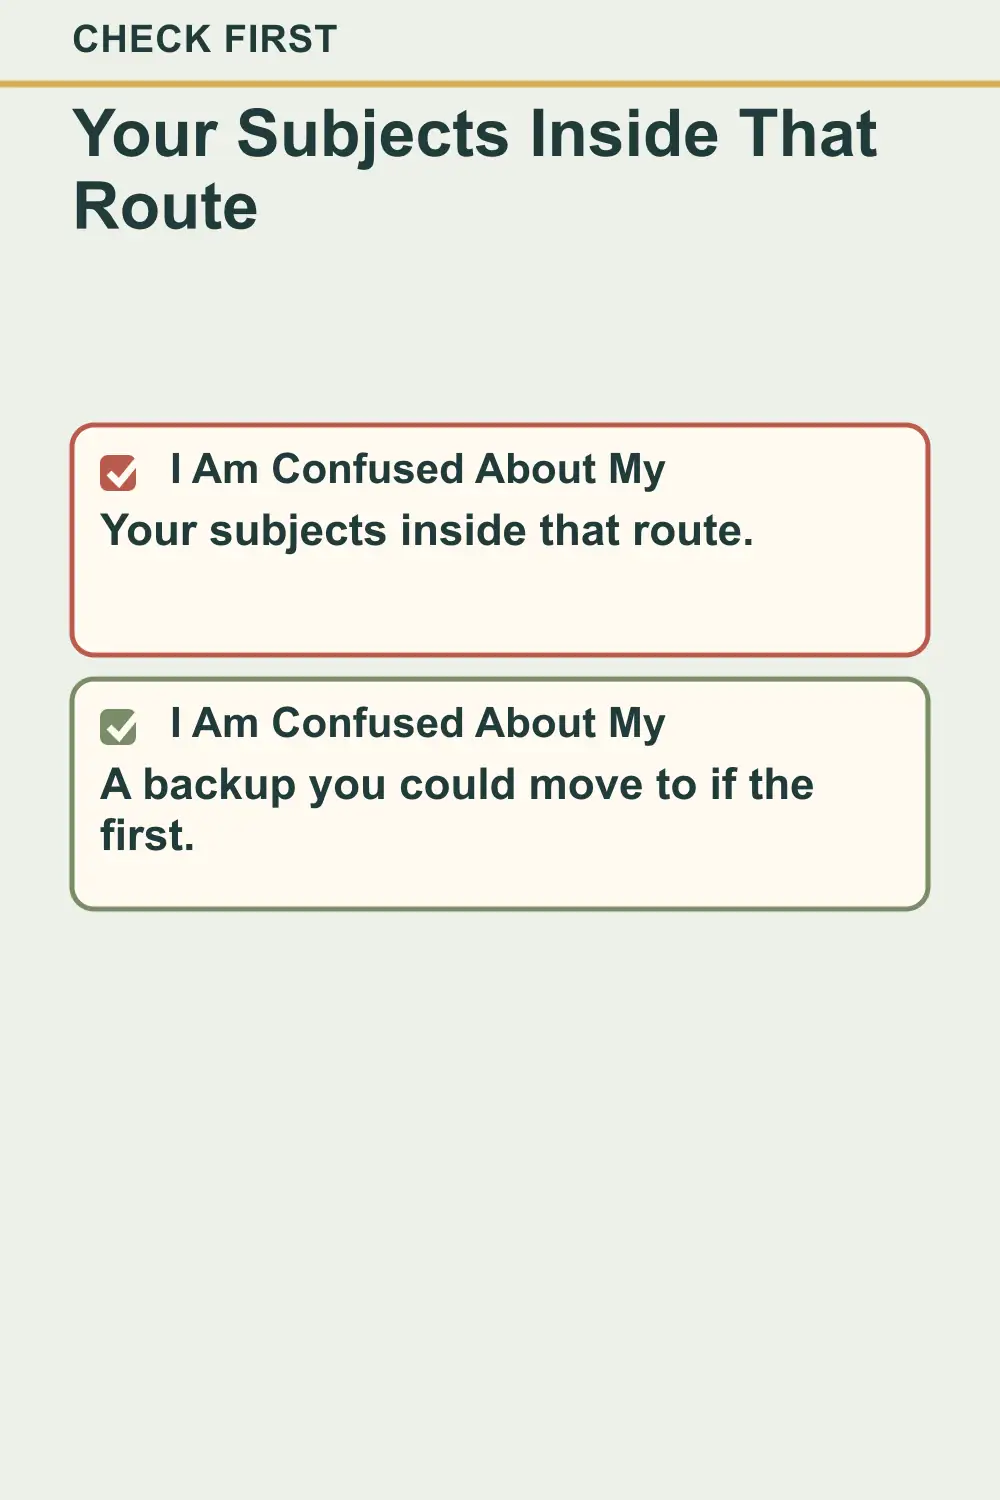 CHECK FIRST
Your Subjects Inside That
Route
I Am Confused About My
Your subjects inside that route.
I Am Confused About My
A backup you could move to if the
first.